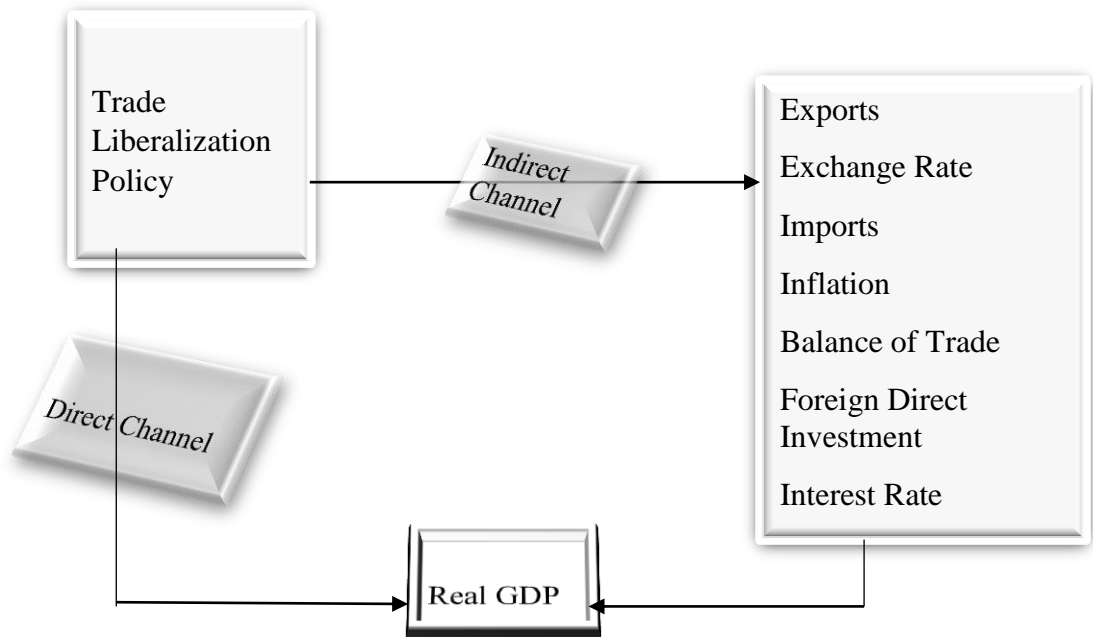 Trade
Liberalization
Policy
Indirect
Channel
Exports
Exchange Rate
Imports
Inflation
Balance of Trade
Foreign Direct
Investment
Interest Rate
Direct Channel
Real GDP